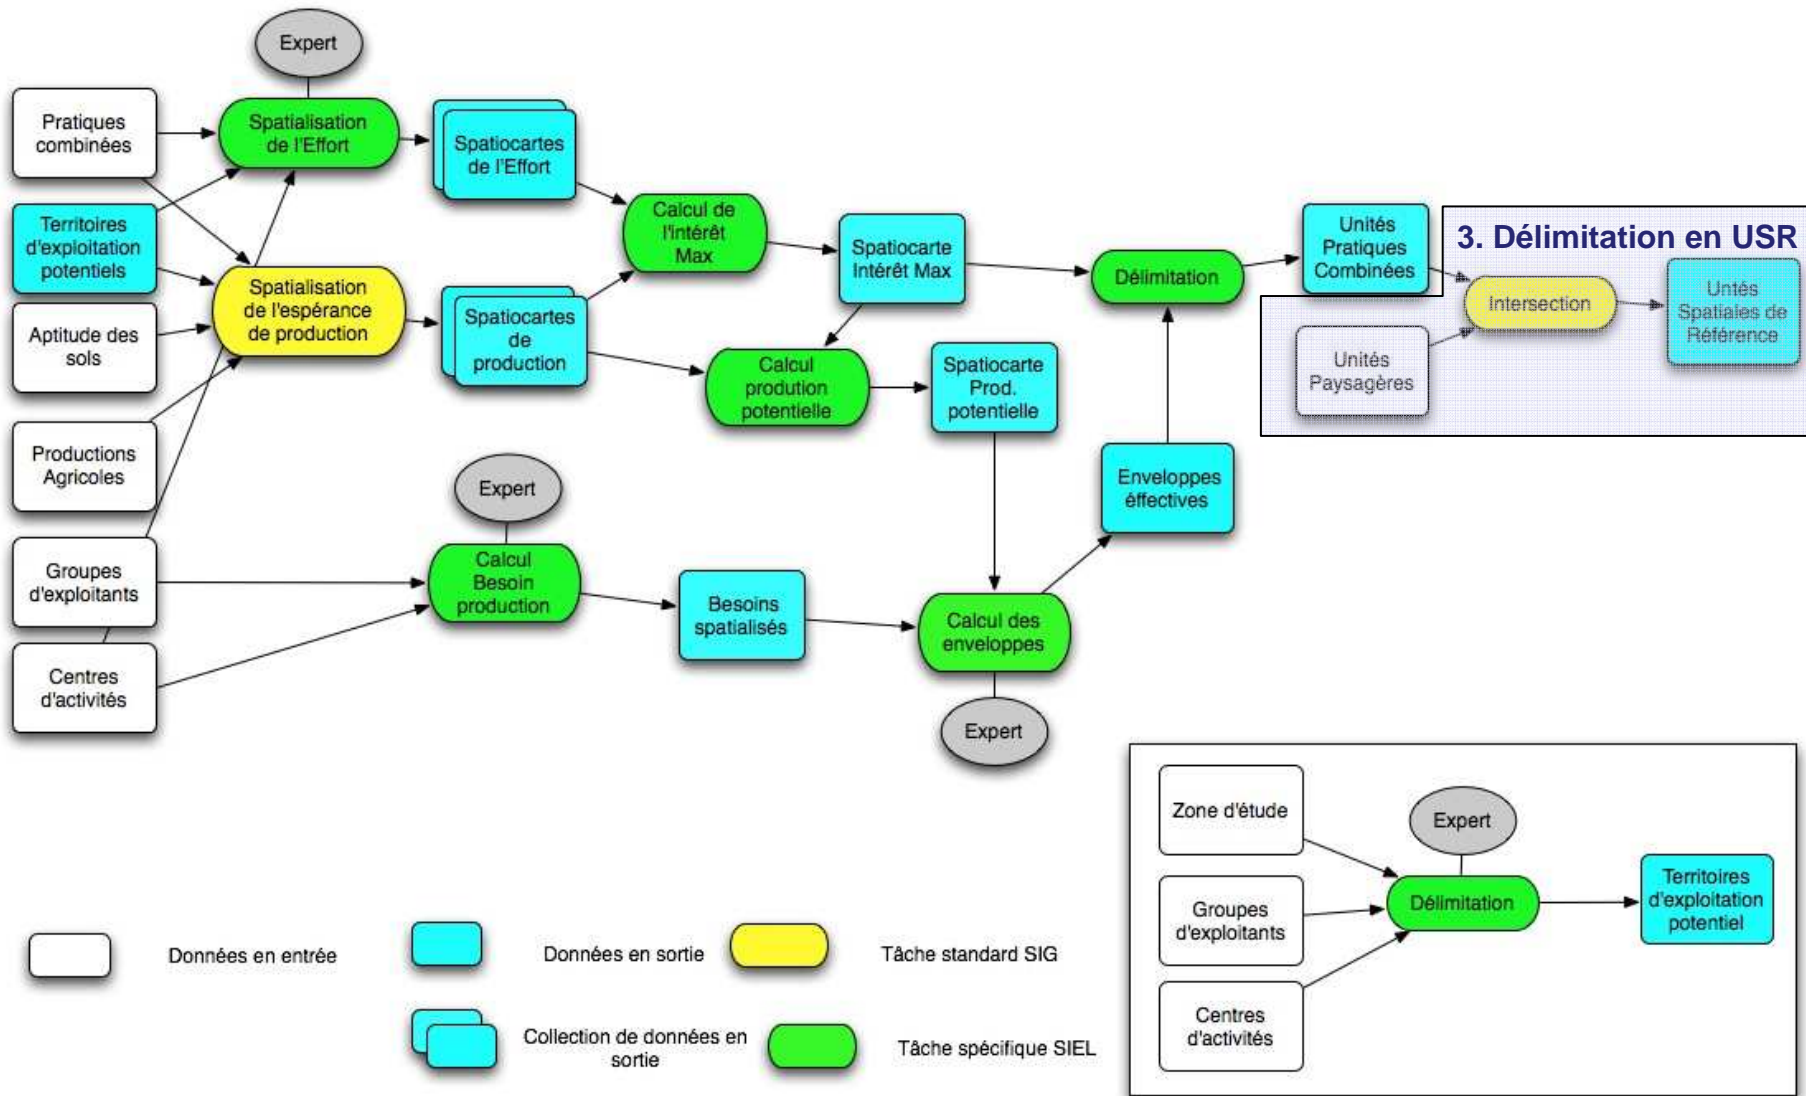 Expert
Pratiques
combinées
Spatialisation
de l'Effort
Spatiocartes
de l'Effort
Territoires
d'exploitation
potentiels
Calcul de
l'intérêt
Max
Spatiocarte
Intérêt Max
Délimitation
Unités
Pratiques
Combinées
3. Délimitation en USR
Intersection
Untés
Spatiales de
Référence
Unités
Paysagères
Spatialisation
de l'espérance
de production
Spatiocartes
de
production
Aptitude des
sols
Calcul
prodution
potentielle
Spatiocarte
Prod.
potentielle
Productions
Agricoles
Expert
Enveloppes
éffectives
Groupes
d'exploitants
Calcul
Besoin
production
Besoins
spatialisés
Calcul des
enveloppes
Centres
d'activités
Expert
Zone d'étude
Expert
Groupes
d'exploitants
Délimitation
Territoires
d'exploitation
potentiel
Centres
d'activités
Données en entrée
Données en sortie
Tâche standard SIG
Collection de données en
sortie
Tâche spécifique SIEL